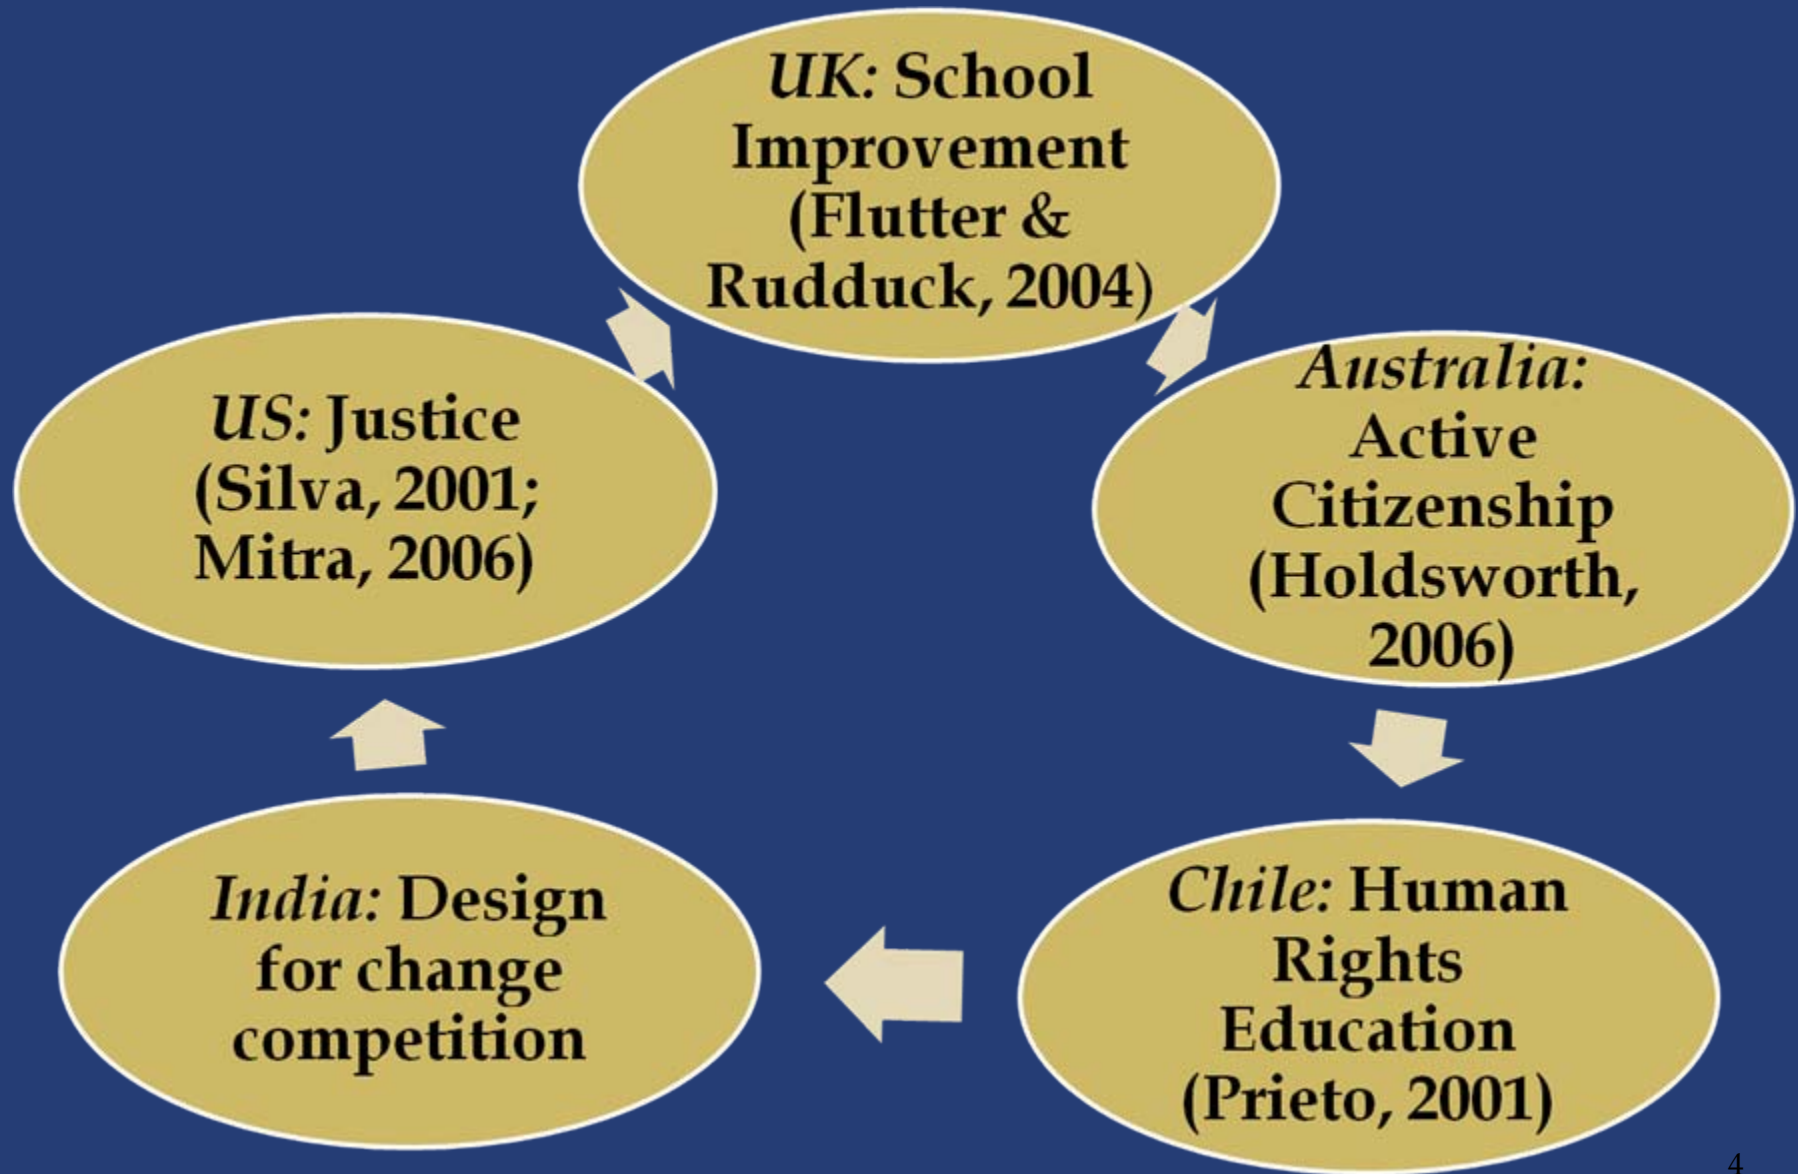 UK: School
Improvement
(Flutter &
Rudduck, 2004)
Australia:
Active
Citizenship
(Holdsworth,
2006)
Chile: Human
Rights
Education
(Prieto, 2001)
India: Design
for change
competition
US: Justice
(Silva, 2001;
Mitra, 2006)
4